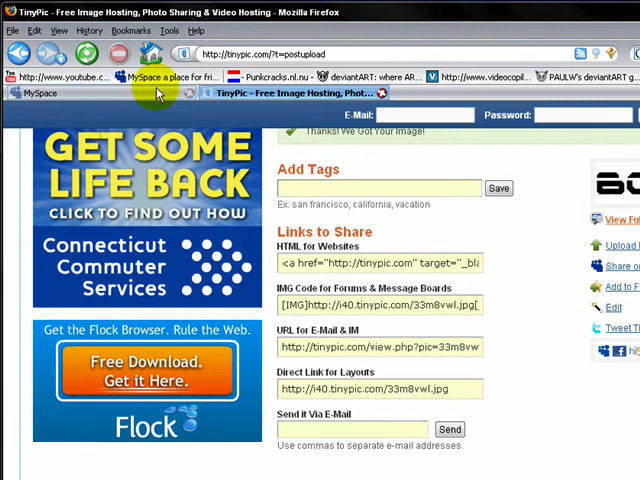 TinyPic - Free Image Hosting, Photo Sharing & Video Hosting - Mozilla Firefox
File Edit View History Bookmarks Tools Help
http://tinypic.com/?t=postupload
http://www.youtube.c... MySpace a place for fri... - Punkcracks.nl.nu - deviantART: where AR... http://www.videocopil... PAULW's deviantART g...
MySpace TinyPic - Free Image Hosting, Phot...
E-Mail: Password:
Thanks! We Got Your Image!
GET SOME
LIFE BACK
CLICK TO FIND OUT HOW
Connecticut
Commuter
Services
Get the Flock Browser. Rule the Web.
Free Download.
Get it Here.
Flock
Add Tags
Save
Ex: san francisco, california, vacation
Links to Share
HTML for Websites
<a href="http://tinypic.com" target="_bla
IMG Code for Forums & Message Boards
[IMG]http://i40.tinypic.com/33m8vwl.jpg[
URL for E-Mail & IM
http://tinypic.com/view.php?pic=33m8vw
Direct Link for Layouts
http://i40.tinypic.com/33m8vwl.jpg
Send it Via E-Mail
Send
Use commas to separate e-mail addresses.
View Fu
Upload
Share o
Add to F
Edit
Tweet T